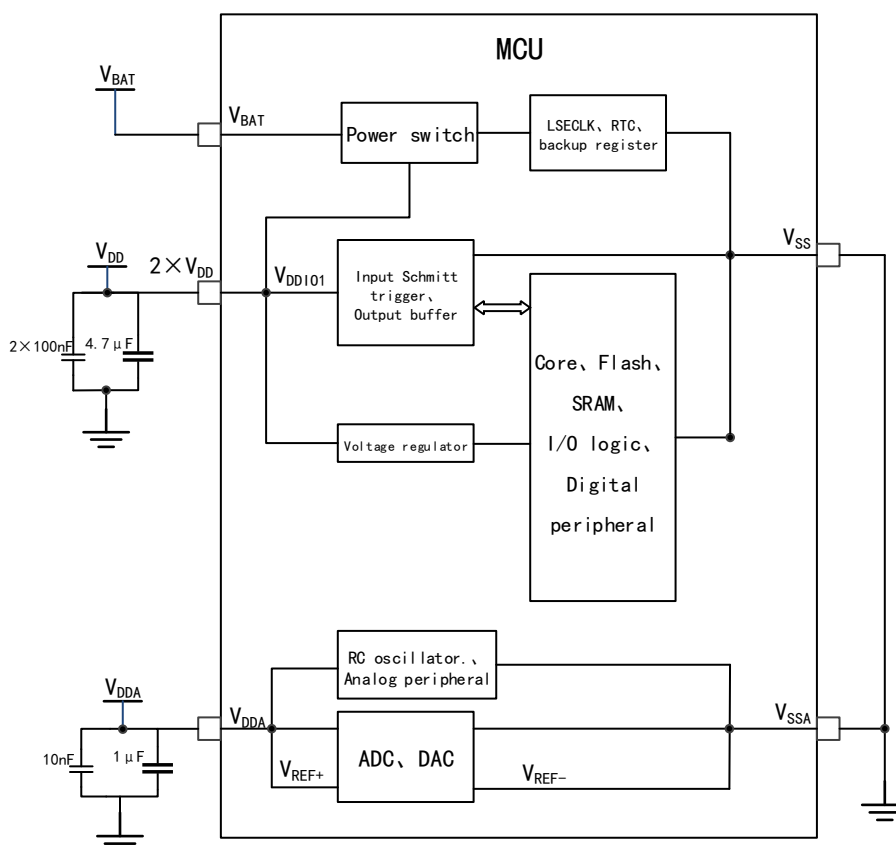 MCU
VBAT
VBAT
Power switch
LSECLK、RTC、
backup register
VDD
2×VDD
VDDIO1
Input Schmitt
trigger、
Output buffer
VSS
2×100nF
4.7μF
Core、Flash、
SRAM、
I/O logic、
Digital
peripheral
Voltage regulator
RC oscillator.、
Analog peripheral
VDDA
VDDA
VSSA
10nF
1μF
ADC、DAC
VREF+
VREF-